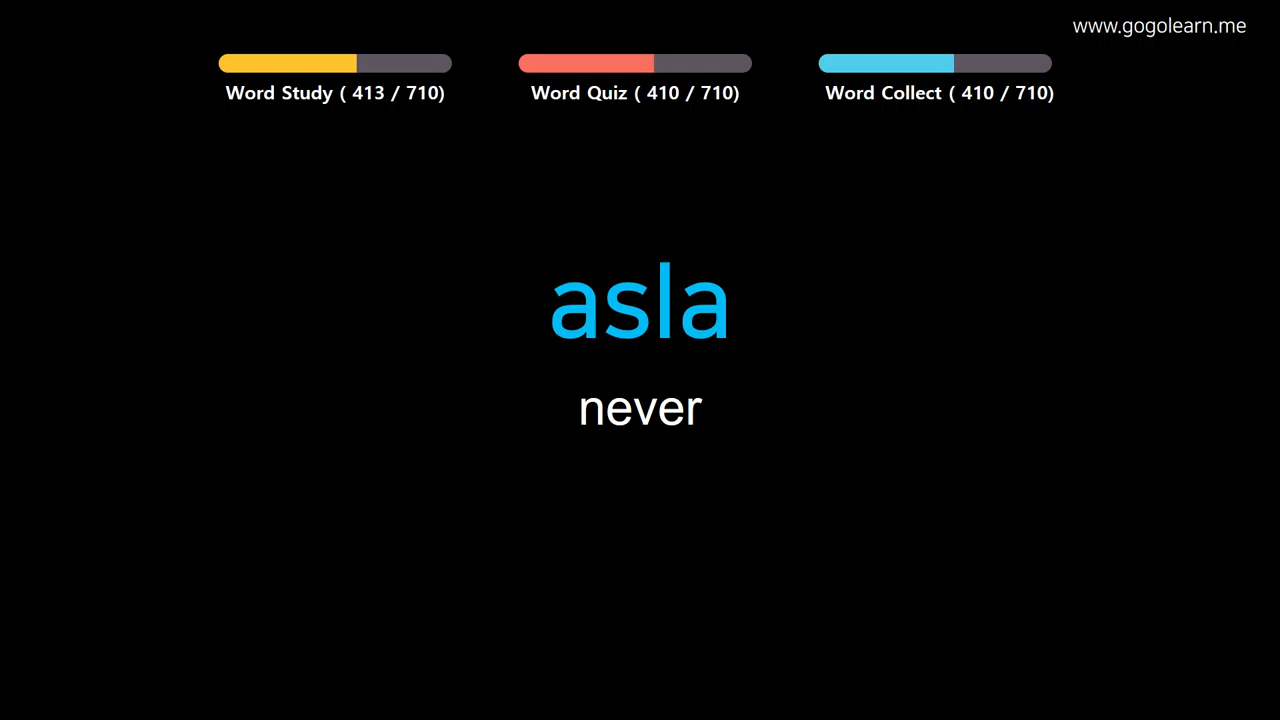 www.gogolearn.me
Word Study ( 413 / 710)
Word Quiz ( 410 / 710)
Word Collect ( 410 / 710)
asla
never